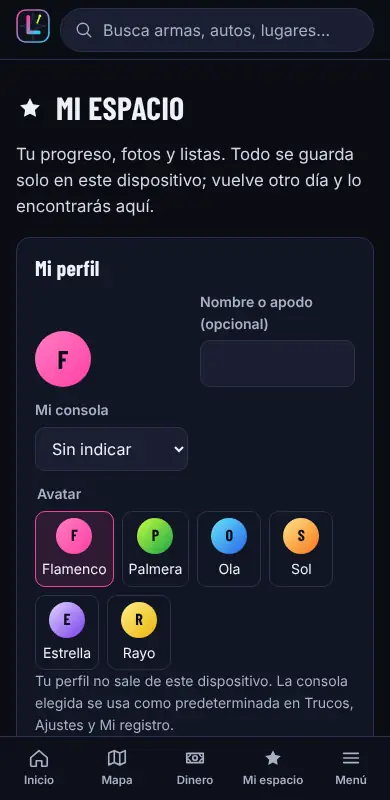 L
Busca armas, autos, lugares...
MI ESPACIO
Tu progreso, fotos y listas. Todo se guarda
solo en este dispositivo; vuelve otro día y lo
encontrarás aquí.
Mi perfil
Nombre o apodo
(opcional)
F
Mi consola
Sin indicar
Avatar
F
P
O
S
Flamenco
Palmera
Ola
Sol
E
R
Estrella
Rayo
Tu perfil no sale de este dispositivo. La consola
elegida se usa como predeterminada en Trucos,
Ajustes y Mi registro.
Inicio
Mapa
Dinero
Mi espacio
Menú